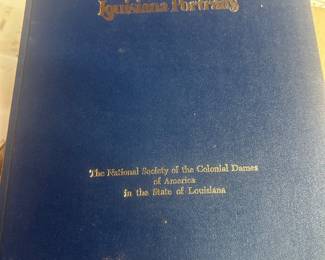 Louisiana Portraits
The National Society of the Colonial Dames
of America
in the State of Louisiana